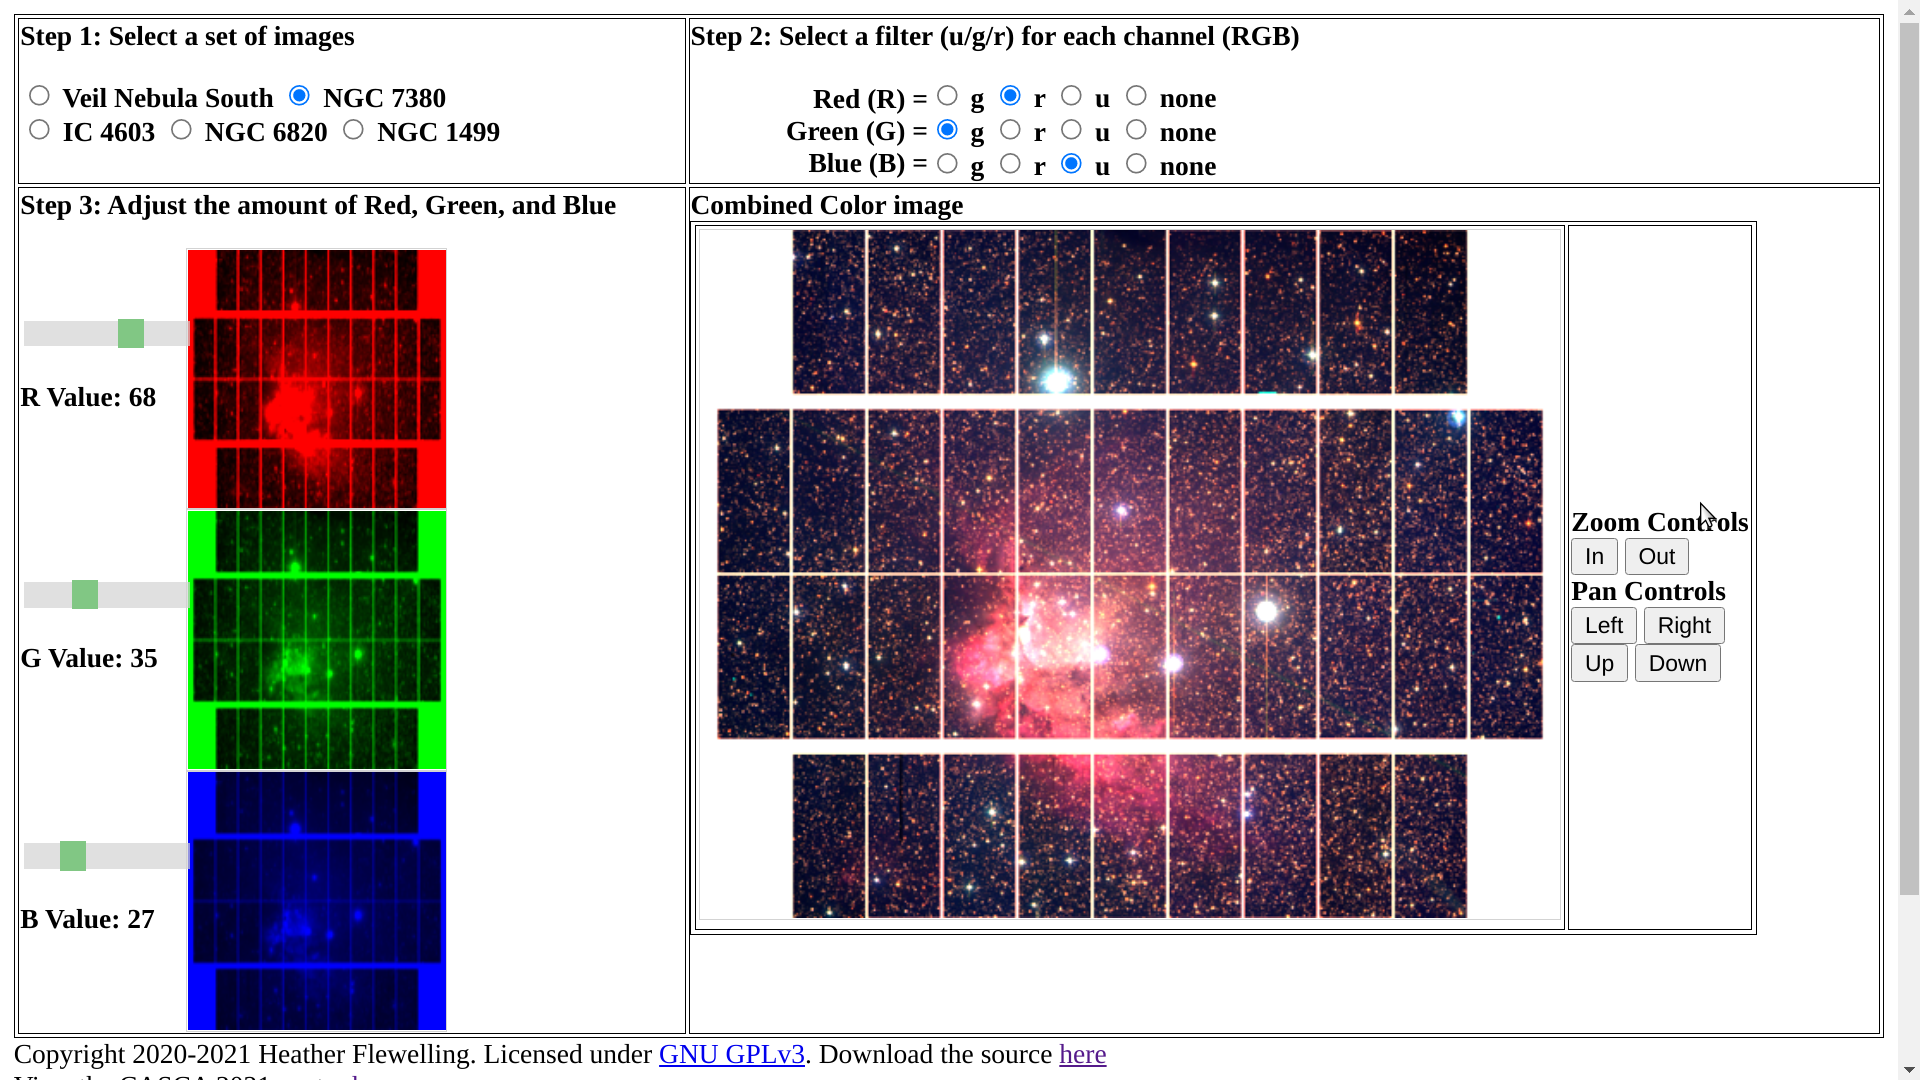 Step 1: Select a set of images
Veil Nebula South NGC 7380
IC 4603 NGC 6820 NGC 1499
Step 2: Select a filter (u/g/r) for each channel (RGB)
Red (R) = g r u none
Green (G) = g r u none
Blue (B) = g r u none
Step 3: Adjust the amount of Red, Green, and Blue
R Value: 68
G Value: 35
B Value: 27
Combined Color image
Zoom Controls
In Out
Pan Controls
Left Right
Up Down
Copyright 2020-2021 Heather Flewelling. Licensed under GNU GPLv3. Download the source here